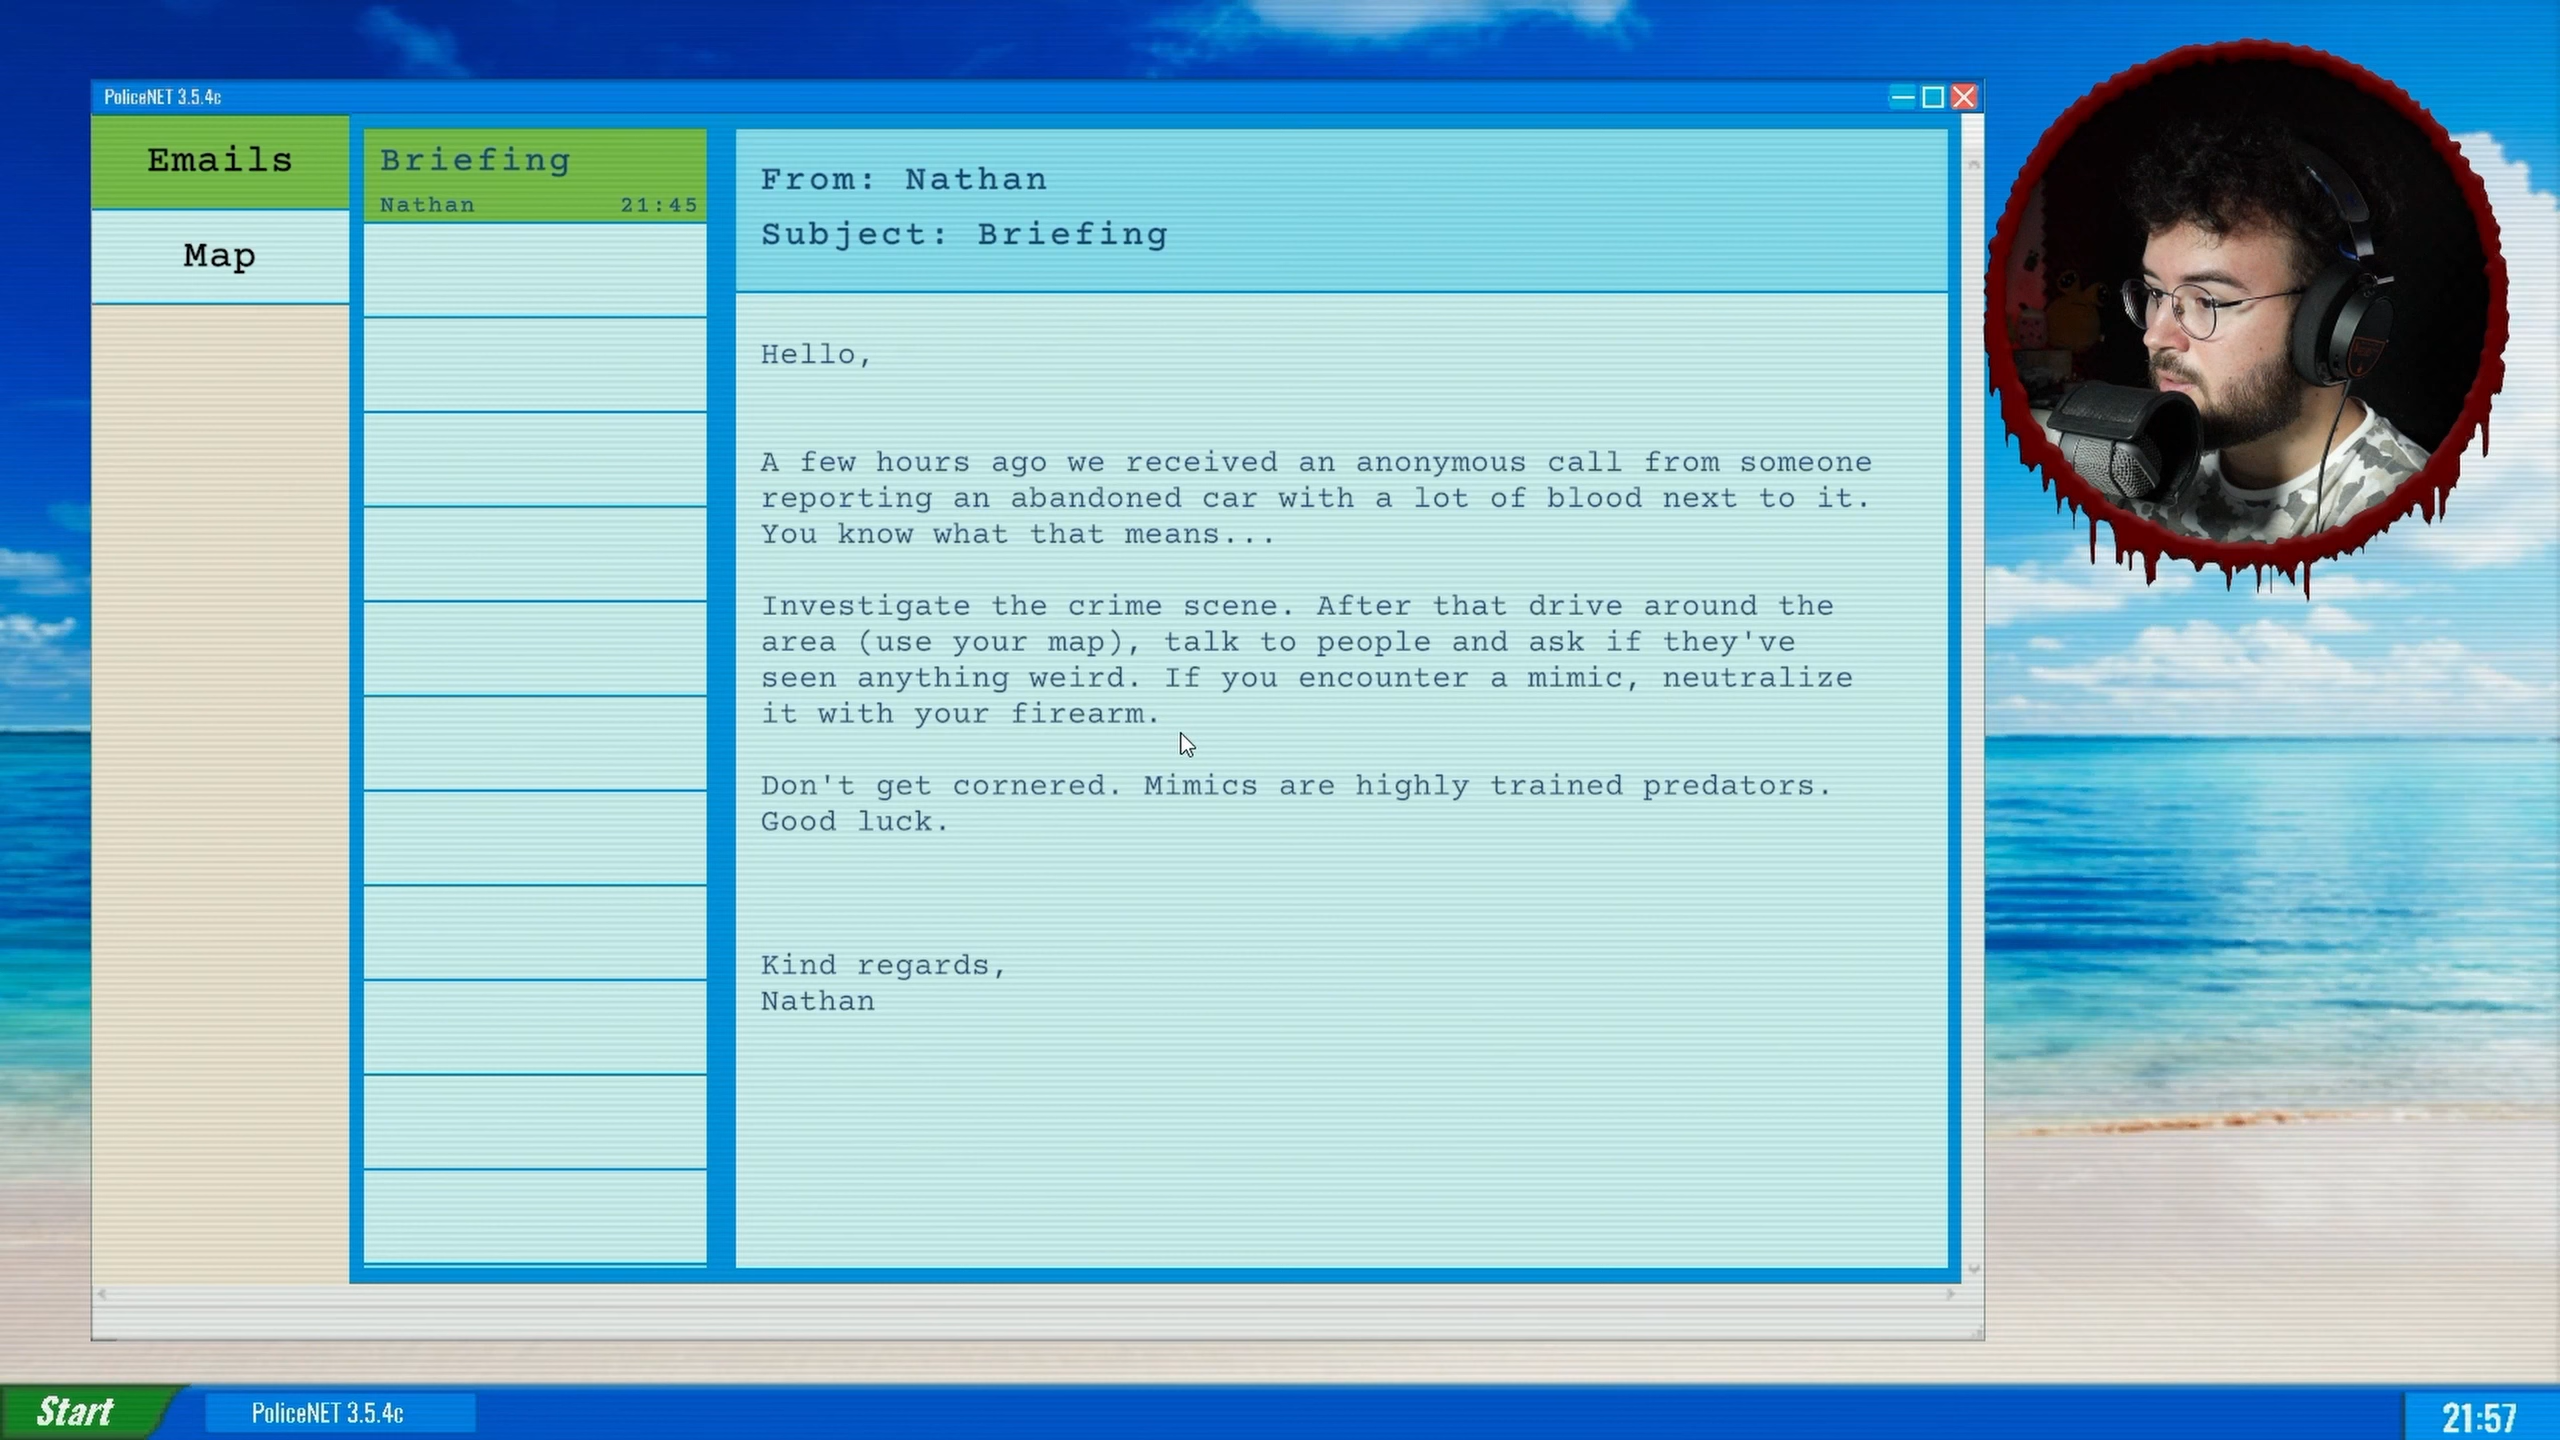 PoliceNET 3.5.4c
Emails
Map
Briefing
Nathan 21:45
From: Nathan
Subject: Briefing
Hello,
A few hours ago we received an anonymous call from someone
reporting an abandoned car with a lot of blood next to it.
You know what that means...
Investigate the crime scene. After that drive around the
area (use your map), talk to people and ask if they've
seen anything weird. If you encounter a mimic, neutralize
it with your firearm.
Don't get cornered. Mimics are highly trained predators.
Good luck.
Kind regards,
Nathan
Start
PoliceNET 3.5.4c
21:57